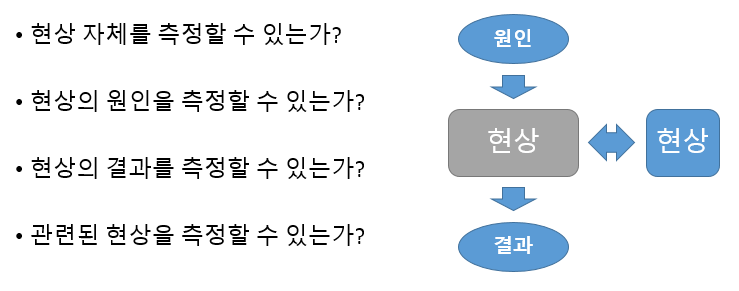 • 현상 자체를 측정할 수 있는가?
• 현상의 원인을 측정할 수 있는가?
• 현상의 결과를 측정할 수 있는가?
• 관련된 현상을 측정할 수 있는가?
원인
현상
현상
결과